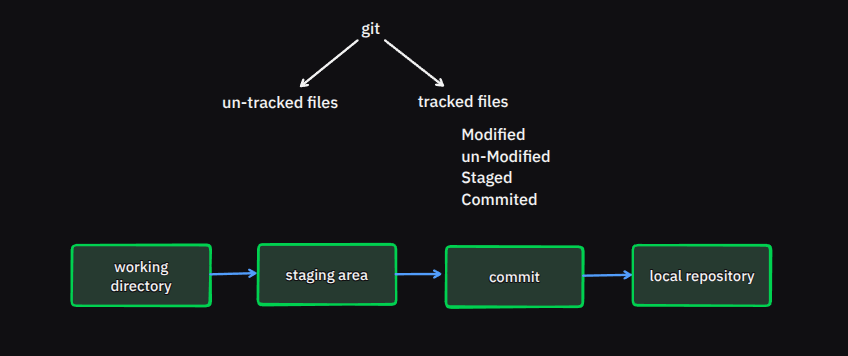 git
un-tracked files
tracked files
Modified
un-Modified
Staged
Commited
working
directory
staging area
commit
local repository